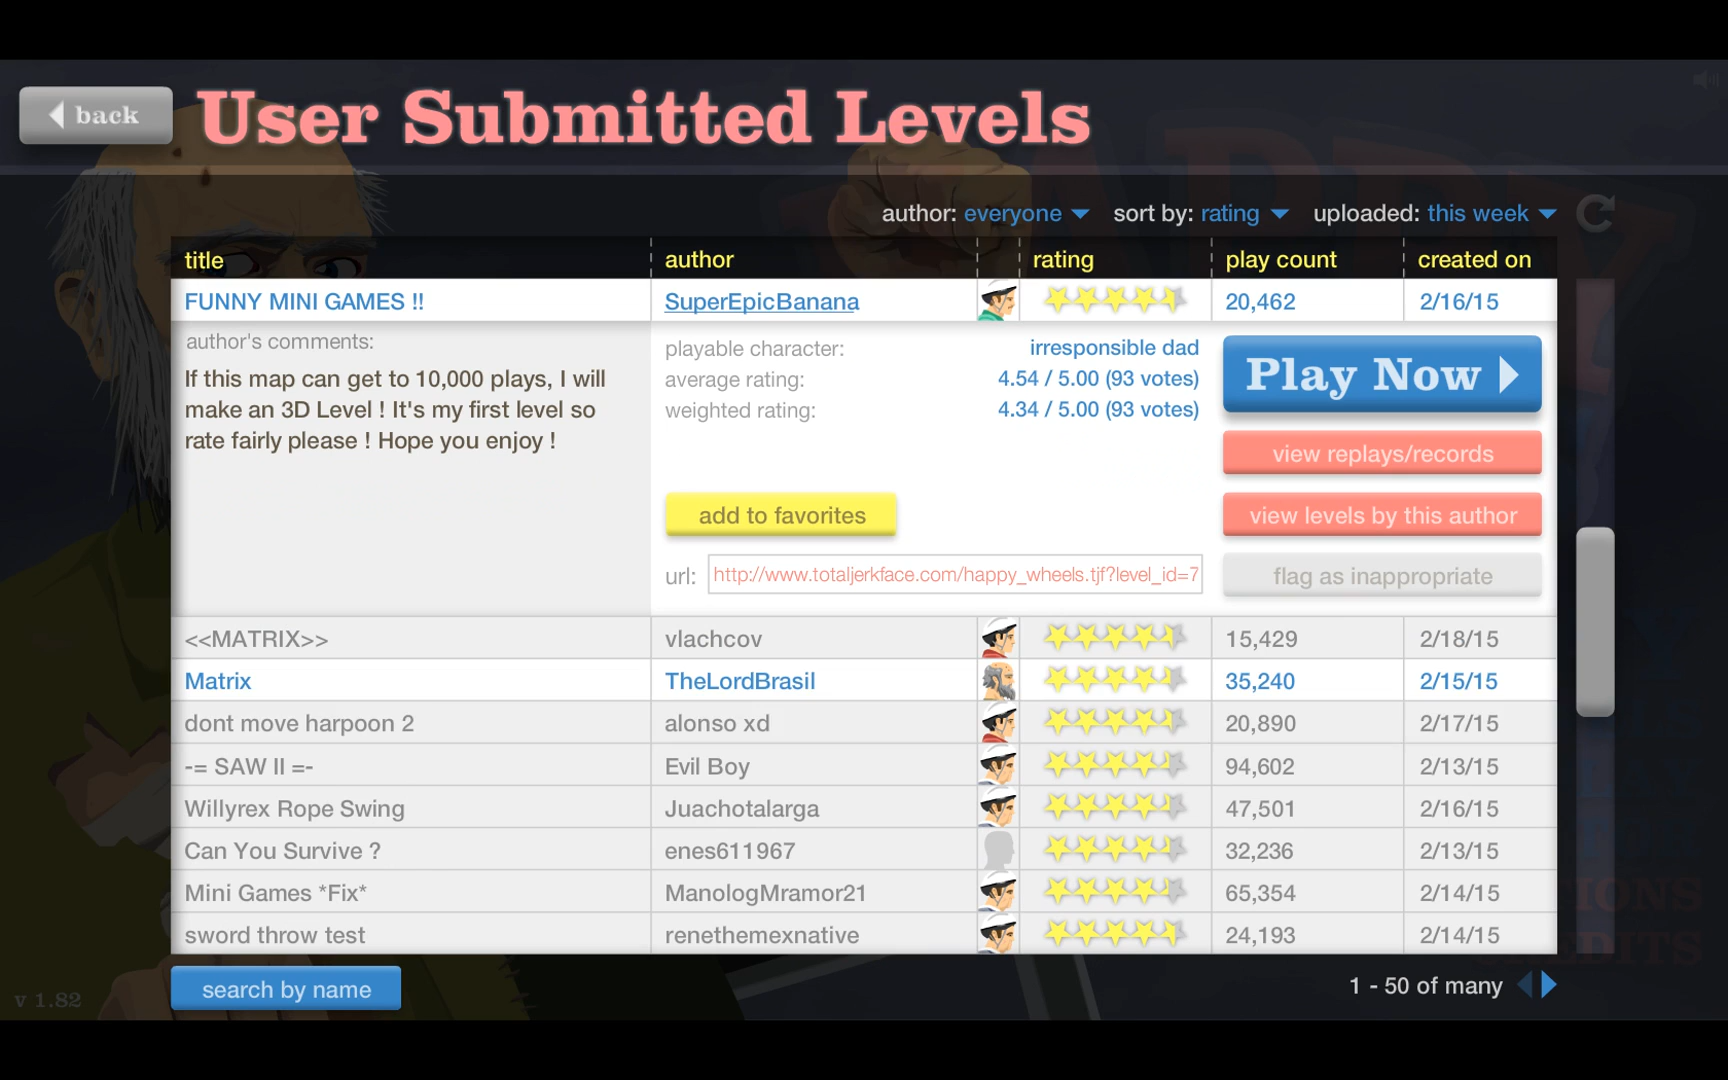 back
User Submitted Levels
author: everyone sort by: rating uploaded: this week
title author rating play count created on
FUNNY MINI GAMES !! SuperEpicBanana 20,462 2/16/15
author's comments:
If this map can get to 10,000 plays, I will
make an 3D Level ! It's my first level so
rate fairly please ! Hope you enjoy !
playable character: irresponsible dad
average rating: 4.54 / 5.00 (93 votes)
weighted rating: 4.34 / 5.00 (93 votes)
Play Now
view replays/records
add to favorites
view levels by this author
url: http://www.totaljerkface.com/happy_wheels.tjf?level_id=7
flag as inappropriate
<<MATRIX>> vlachcov 15,429 2/18/15
Matrix TheLordBrasil 35,240 2/15/15
dont move harpoon 2 alonso xd 20,890 2/17/15
-= SAW II =- Evil Boy 94,602 2/13/15
Willyrex Rope Swing Juachotalarga 47,501 2/16/15
Can You Survive ? enes611967 32,236 2/13/15
Mini Games *Fix* ManologMramor21 65,354 2/14/15
sword throw test renethemexnative 24,193 2/14/15
search by name
1 - 50 of many
v 1.82